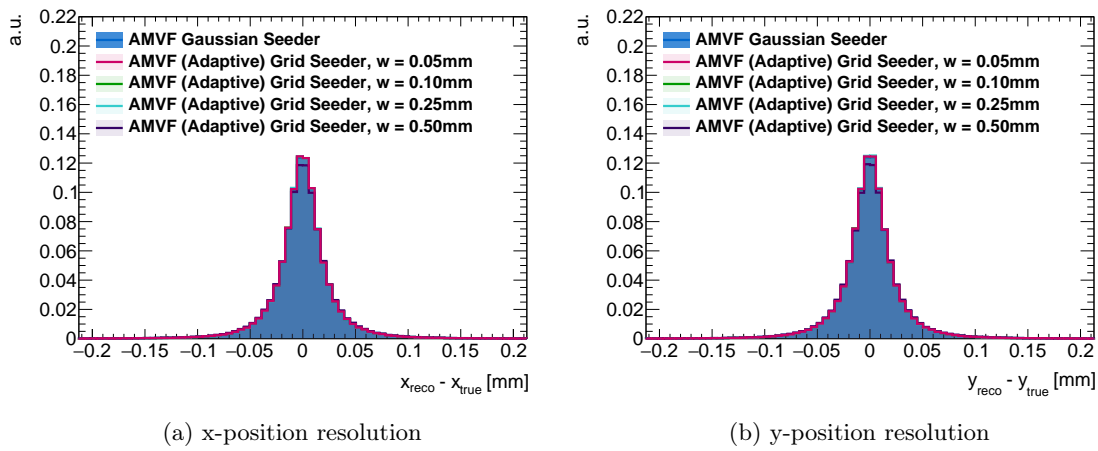 a.u.
0.22
0.2
0.18
0.16
0.14
0.12
0.1
0.08
0.06
0.04
0.02
0
AMVF Gaussian Seeder
AMVF (Adaptive) Grid Seeder, w = 0.05mm
AMVF (Adaptive) Grid Seeder, w = 0.10mm
AMVF (Adaptive) Grid Seeder, w = 0.25mm
AMVF (Adaptive) Grid Seeder, w = 0.50mm
−0.2 −0.15 −0.1 −0.05 0 0.05 0.1 0.15 0.2
x_reco - x_true [mm]
(a) x-position resolution
a.u.
0.22
0.2
0.18
0.16
0.14
0.12
0.1
0.08
0.06
0.04
0.02
0
AMVF Gaussian Seeder
AMVF (Adaptive) Grid Seeder, w = 0.05mm
AMVF (Adaptive) Grid Seeder, w = 0.10mm
AMVF (Adaptive) Grid Seeder, w = 0.25mm
AMVF (Adaptive) Grid Seeder, w = 0.50mm
−0.2 −0.15 −0.1 −0.05 0 0.05 0.1 0.15 0.2
y_reco - y_true [mm]
(b) y-position resolution